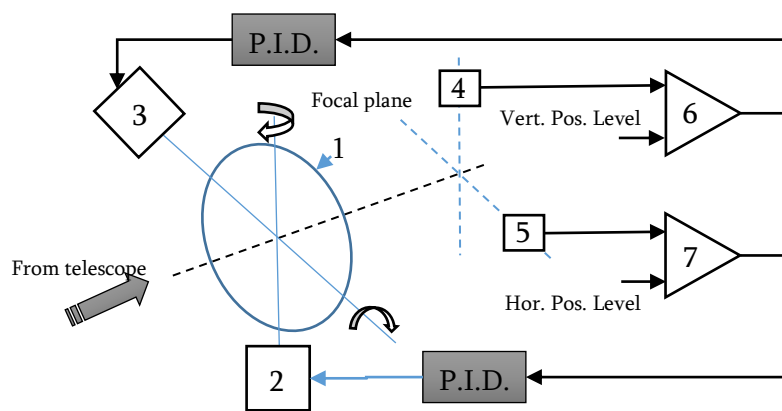 P.I.D.
4
3
Focal plane
6
Vert. Pos. Level
1
5
7
From telescope
Hor. Pos. Level
2
P.I.D.